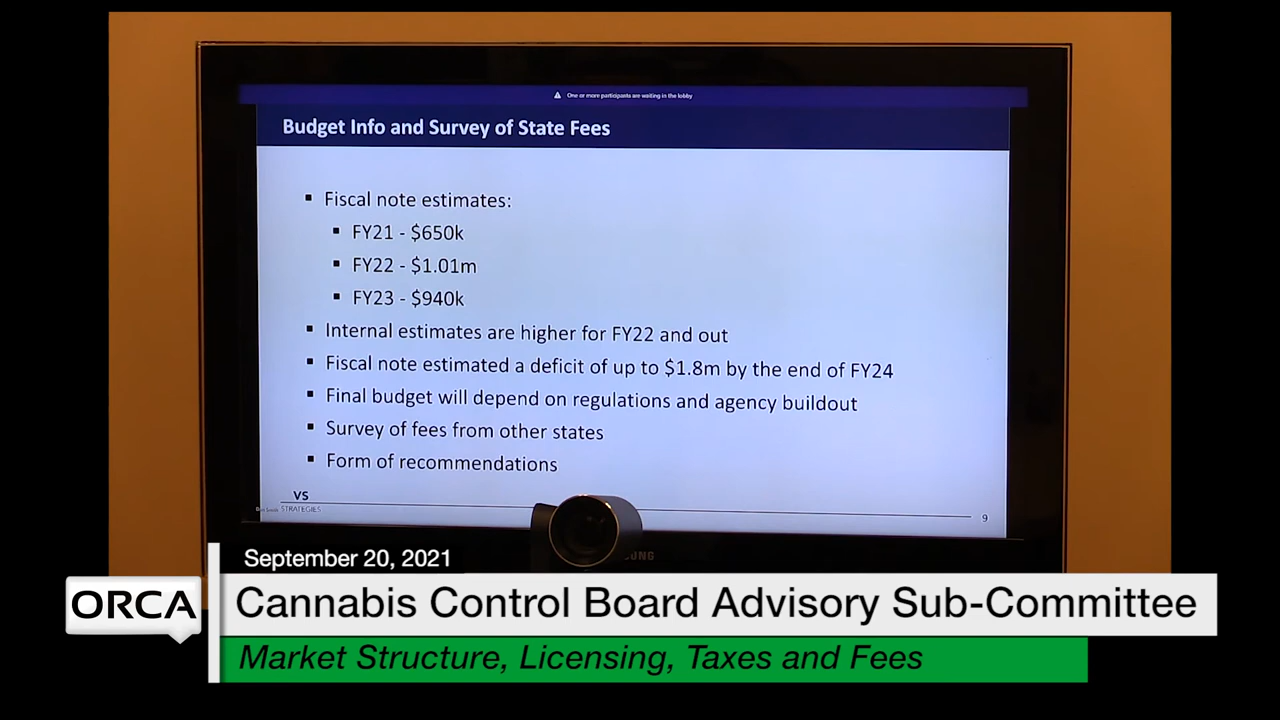 One or more participants are waiting in the lobby
Budget Info and Survey of State Fees
▪ Fiscal note estimates:
▪ FY21 - $650k
▪ FY22 - $1.01m
▪ FY23 - $940k
▪ Internal estimates are higher for FY22 and out
▪ Fiscal note estimated a deficit of up to $1.8m by the end of FY24
▪ Final budget will depend on regulations and agency buildout
▪ Survey of fees from other states
▪ Form of recommendations
VS
STRATEGIES
9
September 20, 2021
ORCA
Cannabis Control Board Advisory Sub-Committee
Market Structure, Licensing, Taxes and Fees